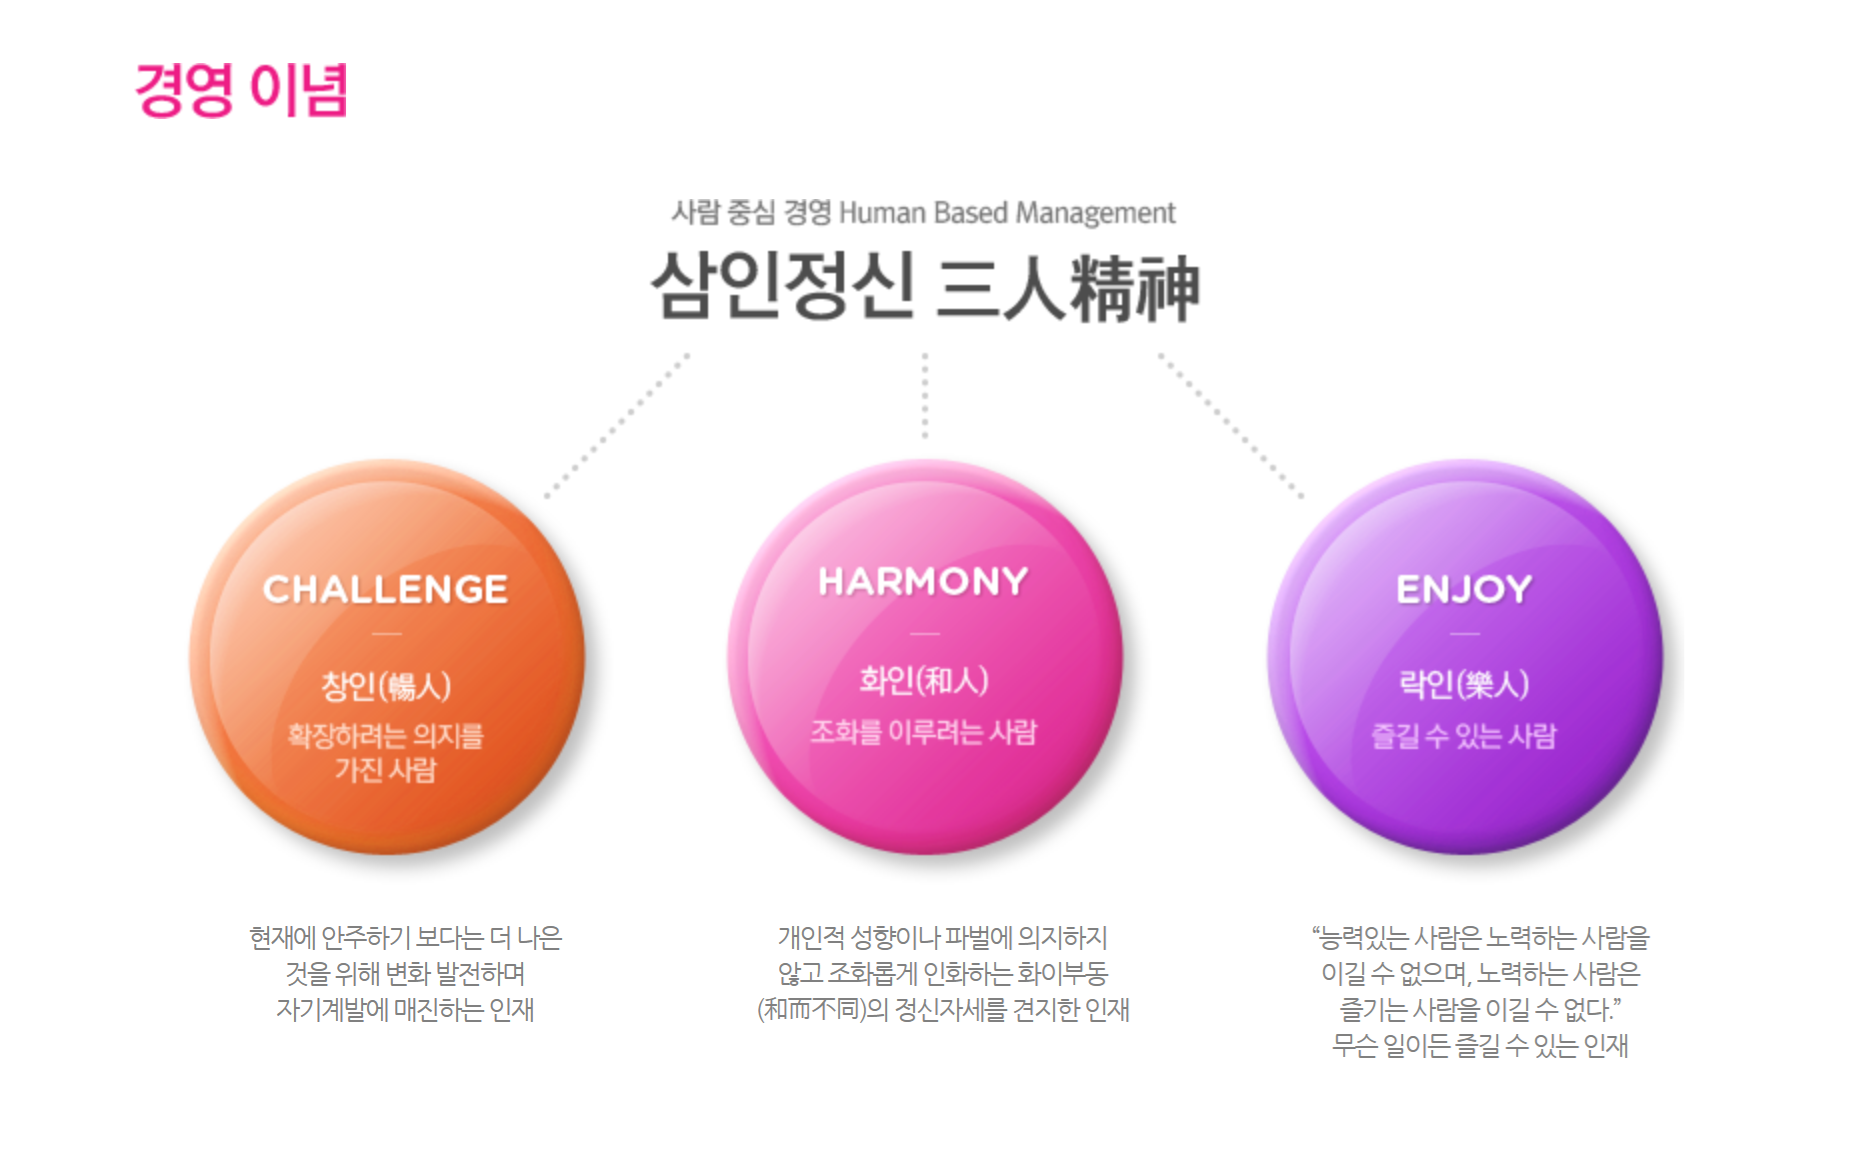 경영 이념
사람 중심 경영 Human Based Management
삼인정신 三人精神
CHALLENGE
창인(暢人)
확장하려는 의지를
가진 사람
현재에 안주하기 보다는 더 나은
것을 위해 변화 발전하며
자기계발에 매진하는 인재
HARMONY
화인(和人)
조화를 이루려는 사람
개인적 성향이나 파벌에 의지하지
않고 조화롭게 인화하는 화이부동
(和而不同)의 정신자세를 견지한 인재
ENJOY
락인(樂人)
즐길 수 있는 사람
“능력있는 사람은 노력하는 사람을
이길 수 없으며, 노력하는 사람은
즐기는 사람을 이길 수 없다.”
무슨 일이든 즐길 수 있는 인재